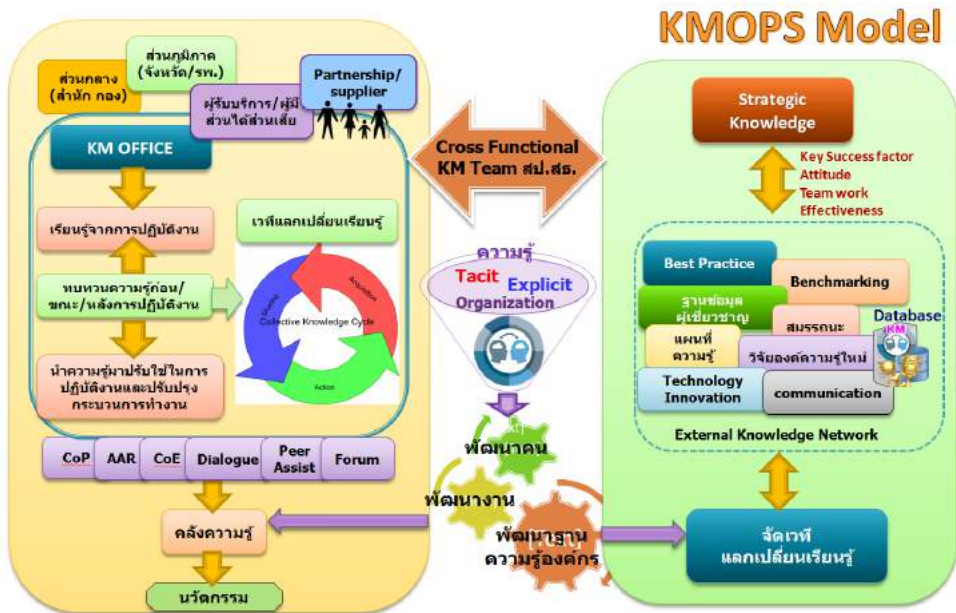 KMOPS Model
ส่วนกลาง
(สำนัก กอง)
ส่วนภูมิภาค
(จังหวัด/รพ.)
ผู้รับบริการ/ผู้มี
ส่วนได้ส่วนเสีย
Partnership/
supplier
KM OFFICE
เรียนรู้จากการปฏิบัติงาน
ทบทวนความรู้ก่อน/
ขณะ/หลังการปฏิบัติงาน
นำความรู้มาปรับใช้ในการ
ปฏิบัติงานและปรับปรุง
กระบวนการทำงาน
เวทีแลกเปลี่ยนเรียนรู้
Sharing
Acquisition
Collective Knowledge Cycle
Action
CoP
AAR
CoE
Dialogue
Peer
Assist
Forum
คลังความรู้
นวัตกรรม
Cross Functional
KM Team สป.สธ.
ความรู้
Tacit
Explicit
Organization
พัฒนาคน
พัฒนางาน
พัฒนาฐาน
ความรู้องค์กร
Strategic
Knowledge
Key Success factor
Attitude
Team work
Effectiveness
Best Practice
Benchmarking
ฐานข้อมูล
ผู้เชี่ยวชาญ
สมรรถนะ
Database
KM
แผนที่
ความรู้
วิจัยองค์ความรู้ใหม่
Technology
Innovation
communication
External Knowledge Network
จัดเวที
แลกเปลี่ยนเรียนรู้